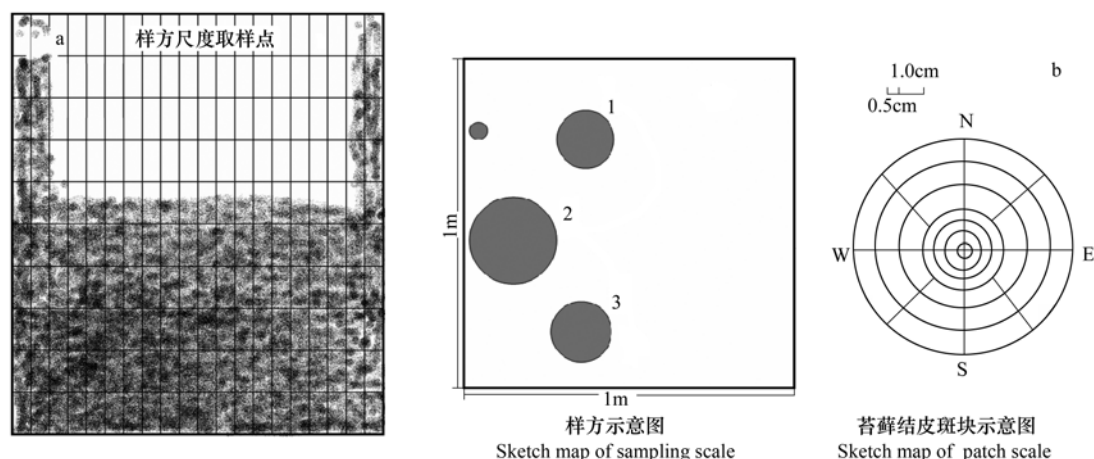 a
样方尺度取样点
1
2
3
1m
1m
样方示意图
Sketch map of sampling scale
b
1.0cm
0.5cm
N
W
E
S
苔藓结皮斑块示意图
Sketch map of patch scale